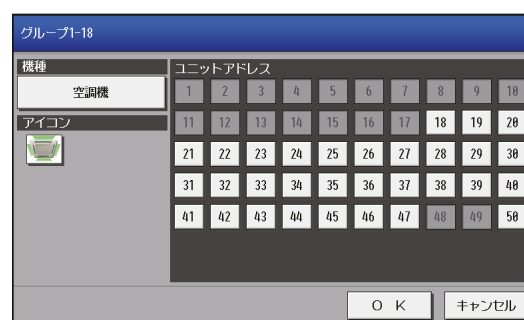 グループ1-18
機種
空調機
アイコン
ユニットアドレス
1 2 3 4 5 6 7 8 9 10
11 12 13 14 15 16 17 18 19 20
21 22 23 24 25 26 27 28 29 30
31 32 33 34 35 36 37 38 39 40
41 42 43 44 45 46 47 48 49 50
OK キャンセル